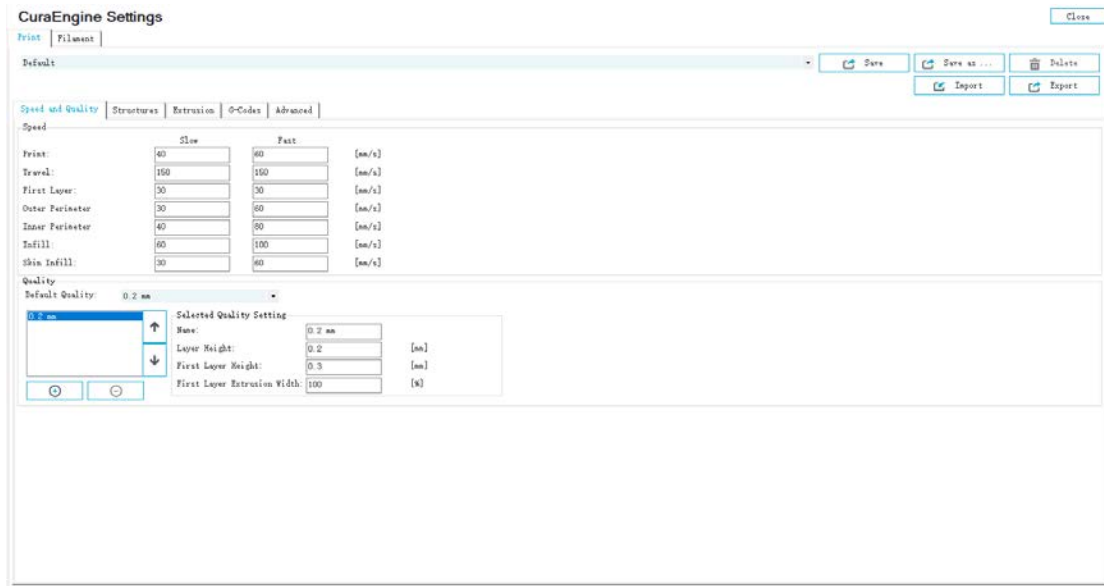 CuraEngine Settings
Close
Print Filament
Default
Save Save as ... Delete
Import Export
Speed and Quality Structures Extrusion G-Codes Advanced
Speed
Slow Fast
Print: 40 60 [mm/s]
Travel: 150 150 [mm/s]
First Layer: 30 30 [mm/s]
Outer Perimeter 30 60 [mm/s]
Inner Perimeter 40 80 [mm/s]
Infill: 60 100 [mm/s]
Skin Infill: 30 60 [mm/s]
Quality
Default Quality: 0.2 mm
0.2 mm
Selected Quality Setting
Name: 0.2 mm
Layer Height: 0.2 [mm]
First Layer Height: 0.3 [mm]
First Layer Extrusion Width: 100 [%]